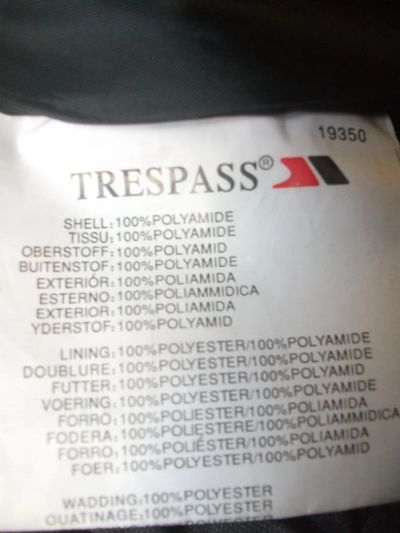 19350
TRESPASS®
SHELL:100%POLYAMIDE
TISSU:100%POLYAMIDE
OBERSTOFF:100%POLYAMID
BUITENSTOF:100%POLYAMIDE
EXTERIÓR:100%POLIAMIDA
ESTERNO:100%POLIAMMIDICA
EXTERIOR:100%POLIAMIDA
YDERSTOF:100%POLYAMID
LINING:100%POLYESTER/100%POLYAMIDE
DOUBLURE:100%POLYESTER/100%POLYAMIDE
FUTTER:100%POLYESTER/100%POLYAMID
VOERING:100%POLYESTER/100%POLYAMIDE
FORRO:100%POLIESTER/100%POLIAMIDA
FODERA:100%POLIESTERE/100%POLIAMMIDICA
FORRO:100%POLIÉSTER/100%POLIAMIDA
FOER:100%POLYESTER/100%POLYAMID
WADDING:100%POLYESTER
OUATINAGE:100%POLYESTER